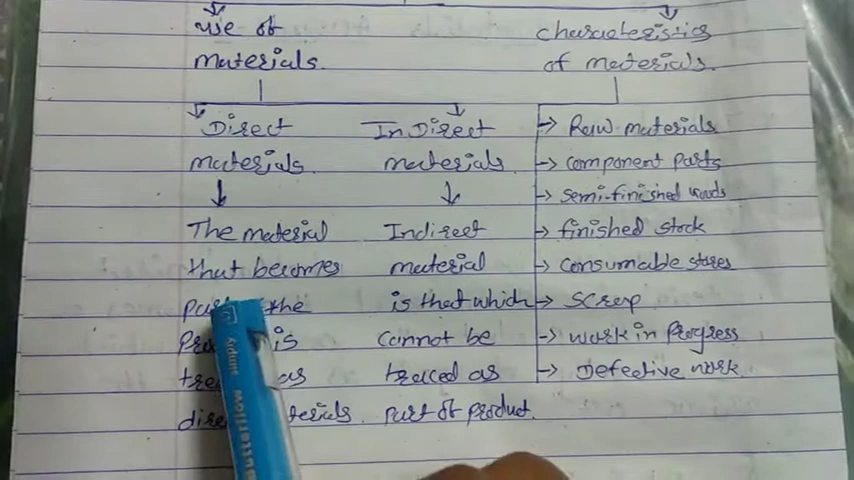 use of
materials.
Direct
materials
The material
that becomes
the
is
as
In Direct
materials
Indirect
material
is that which
cannot be
traced as
part of product.
characteristics
of materials.
→ Raw materials
→ component parts
→ semi-finished goods
→ finished stock
→ consumable stores
→ Scrap
→ work in progress
→ Defective work